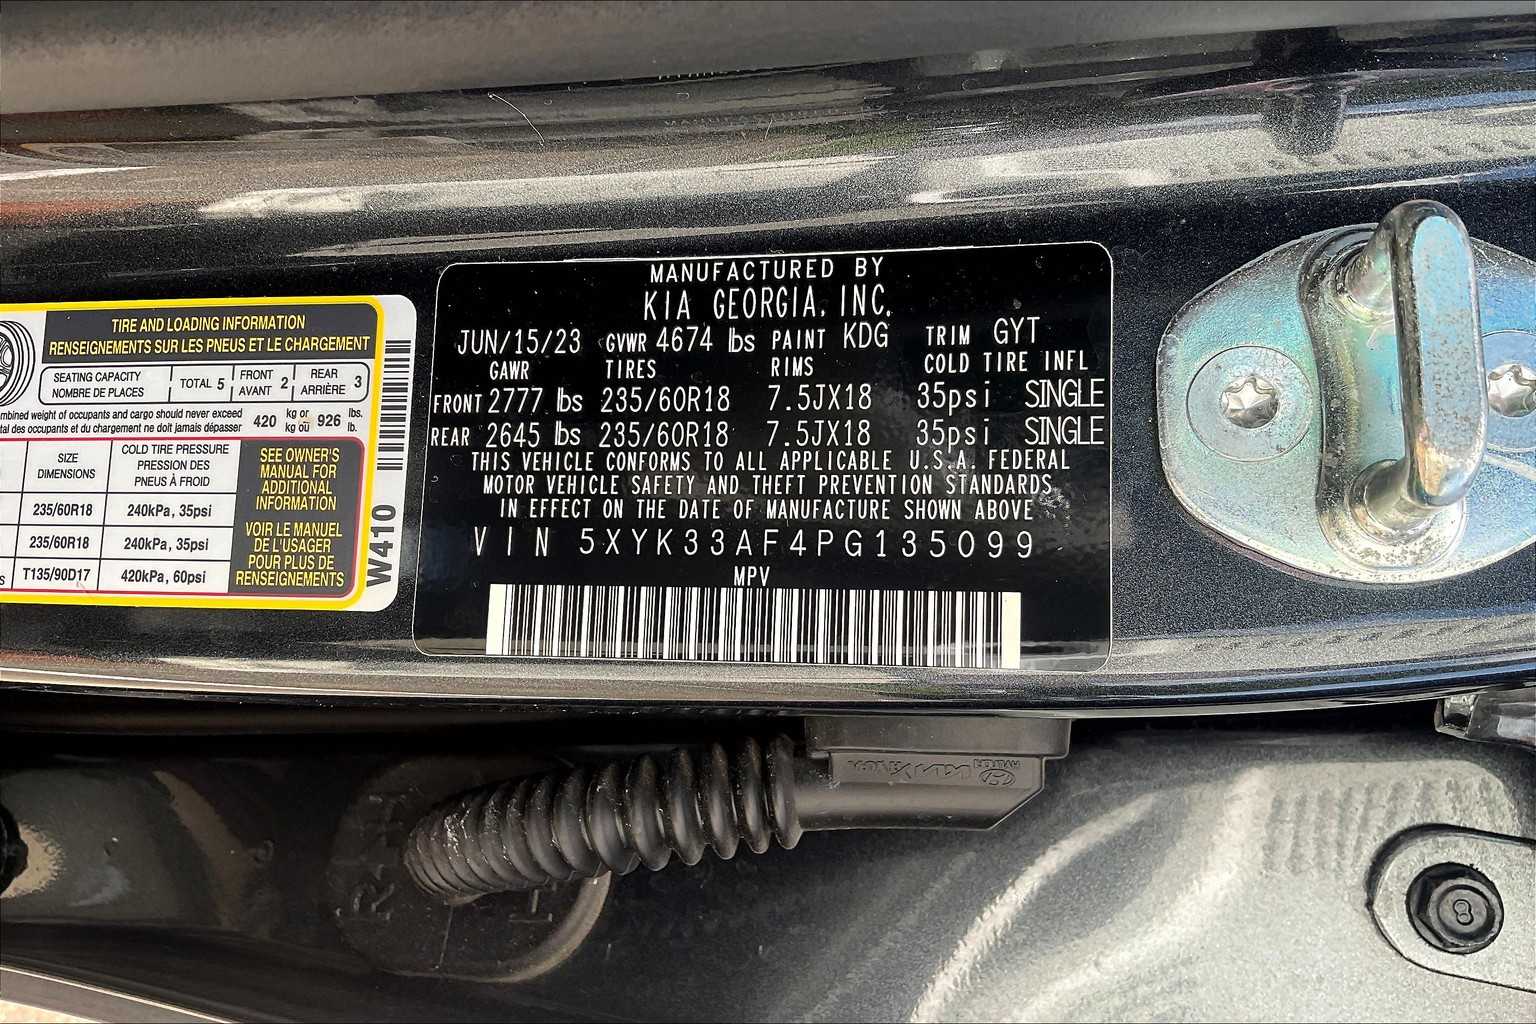 TIRE AND LOADING INFORMATION
RENSEIGNEMENTS SUR LES PNEUS ET LE CHARGEMENT
SEATING CAPACITY
NOMBRE DE PLACES
TOTAL 5
FRONT
AVANT 2
REAR
ARRIÈRE 3
weight of occupants and cargo should never exceed
des occupants et du chargement ne doit jamais dépasser
420 kg or
kg ou
926 lbs.
lb.
SIZE
DIMENSIONS
COLD TIRE PRESSURE
PRESSION DES
PNEUS À FROID
235/60R18 240kPa, 35psi
235/60R18 240kPa, 35psi
T135/90D17 420kPa, 60psi
SEE OWNER'S
MANUAL FOR
ADDITIONAL
INFORMATION
VOIR LE MANUEL
DE L'USAGER
POUR PLUS DE
RENSEIGNEMENTS
W410
MANUFACTURED BY
KIA GEORGIA, INC.
JUN/15/23 GVWR 4674 lbs PAINT KDG TRIM GYT
GAWR TIRES RIMS COLD TIRE INFL
FRONT 2777 lbs 235/60R18 7.5JX18 35psi SINGLE
REAR 2645 lbs 235/60R18 7.5JX18 35psi SINGLE
THIS VEHICLE CONFORMS TO ALL APPLICABLE U.S.A. FEDERAL
MOTOR VEHICLE SAFETY AND THEFT PREVENTION STANDARDS
IN EFFECT ON THE DATE OF MANUFACTURE SHOWN ABOVE
VIN 5XYK33AF4PG135099
MPV
8